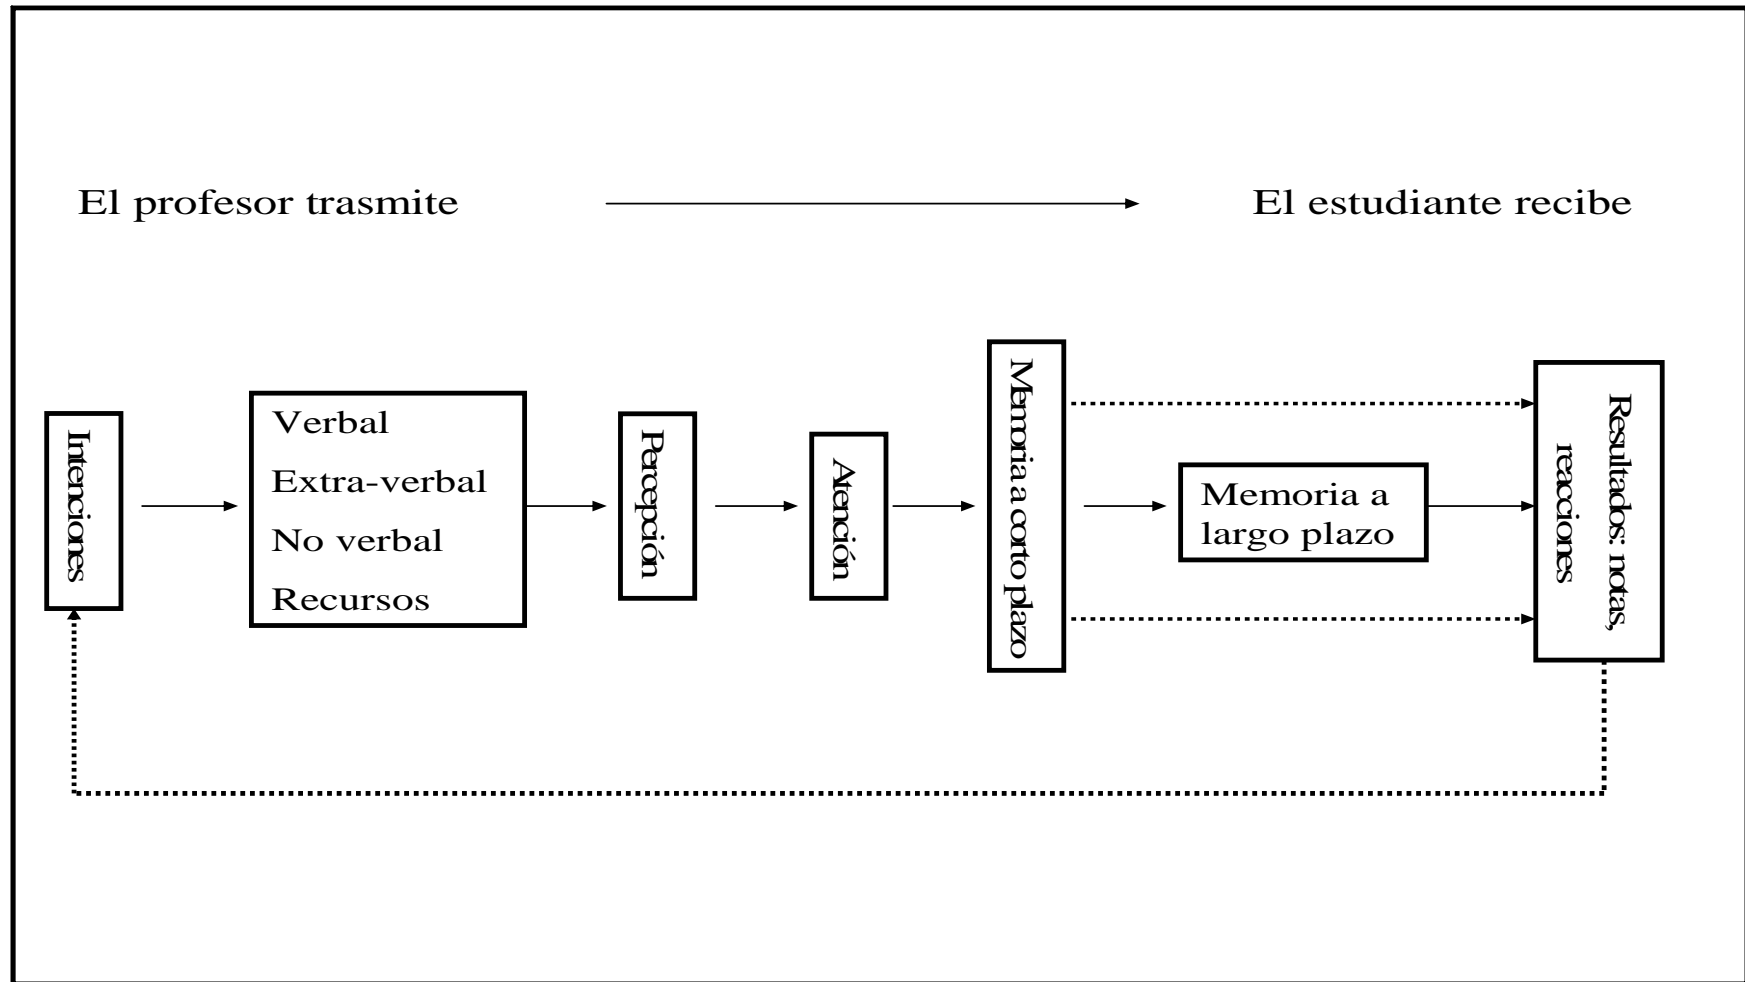 El profesor trasmite
El estudiante recibe
Intenciones
Verbal
Extra-verbal
No verbal
Recursos
Percepción
Atención
Memoria a corto plazo
Memoria a
largo plazo
Resultados: notas,
reacciones